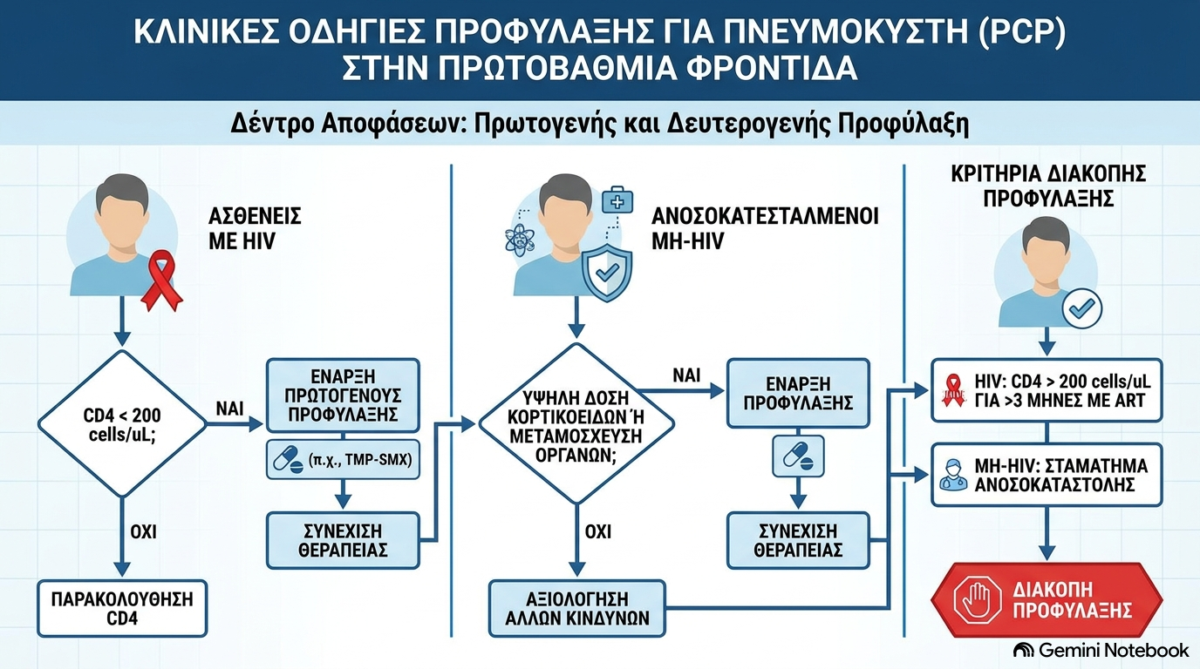 ΚΛΙΝΙΚΕΣ ΟΔΗΓΙΕΣ ΠΡΟΦΥΛΑΞΗΣ ΓΙΑ ΠΝΕΥΜΟΚΥΣΤΗ (PCP)
ΣΤΗΝ ΠΡΩΤΟΒΑΘΜΙΑ ΦΡΟΝΤΙΔΑ
Δέντρο Αποφάσεων: Πρωτογενής και Δευτερογενής Προφύλαξη
ΑΣΘΕΝΕΙΣ
ΜΕ HIV
CD4 < 200
cells/uL;
ΝΑΙ
ΕΝΑΡΞΗ
ΠΡΩΤΟΓΕΝΟΥΣ
ΠΡΟΦΥΛΑΞΗΣ
(π.χ., TMP-SMX)
ΣΥΝΕΧΙΣΗ
ΘΕΡΑΠΕΙΑΣ
ΟΧΙ
ΠΑΡΑΚΟΛΟΥΘΗΣΗ
CD4
ΑΝΟΣΟΚΑΤΕΣΤΑΛΜΕΝΟΙ
ΜΗ-HIV
ΥΨΗΛΗ ΔΟΣΗ
ΚΟΡΤΙΚΟΕΙΔΩΝ Ή
ΜΕΤΑΜΟΣΧΕΥΣΗ
ΟΡΓΑΝΩΝ;
ΝΑΙ
ΕΝΑΡΞΗ
ΠΡΟΦΥΛΑΞΗΣ
ΣΥΝΕΧΙΣΗ
ΘΕΡΑΠΕΙΑΣ
ΟΧΙ
ΑΞΙΟΛΟΓΗΣΗ
ΑΛΛΩΝ ΚΙΝΔΥΝΩΝ
ΚΡΙΤΗΡΙΑ ΔΙΑΚΟΠΗΣ
ΠΡΟΦΥΛΑΞΗΣ
HIV: CD4 > 200 cells/uL
ΓΙΑ >3 ΜΗΝΕΣ ΜΕ ART
ΜΗ-HIV: ΣΤΑΜΑΤΗΜΑ
ΑΝΟΣΟΚΑΤΑΣΤΟΛΗΣ
ΔΙΑΚΟΠΗ
ΠΡΟΦΥΛΑΞΗΣ
Gemini Notebook